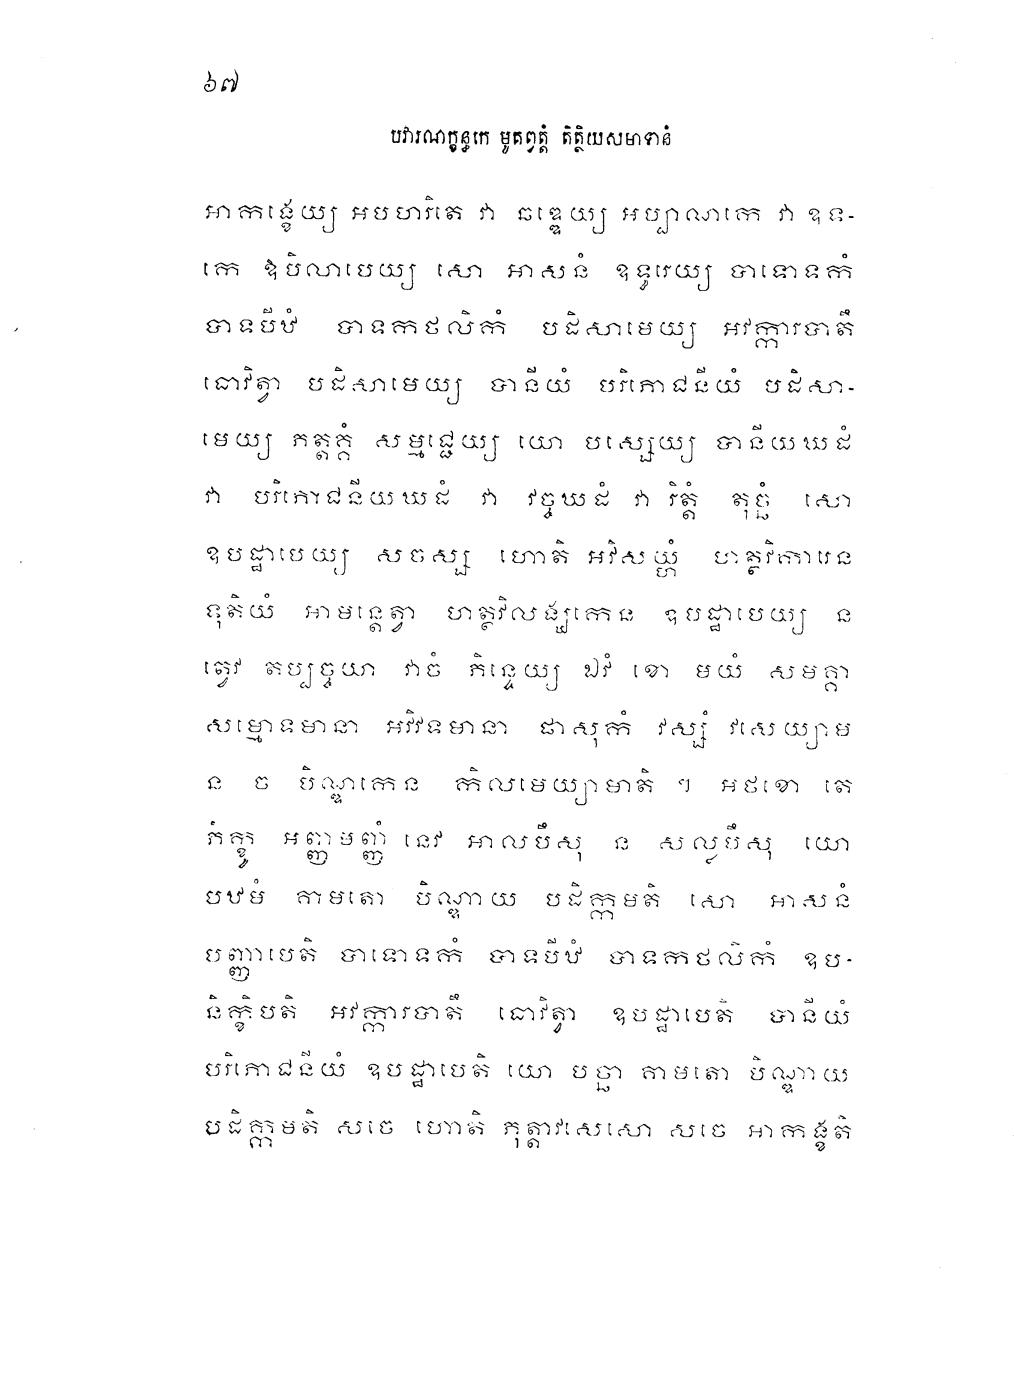 ៦៧
បវារណាក្ខន្ធកេ មូគព្វត្តំ តិត្ថិយសមាទានំ
អាកង្ខេយ្យ អបហរិតេ វា ឆឌ្ឌេយ្យ អប្បាណកេ វា ឧទ-
កេ ឱបិលាបេយ្យ សោ អាសនំ ឧទ្ធរេយ្យ បាទោទកំ
បាទបីឋំ បាទកថលិកំ បដិសាមេយ្យ អវក្ការបាតឹ
ធោវិត្វា បដិសាមេយ្យ បានីយំ បរិភោជនីយំ បដិសា-
មេយ្យ ភត្តគ្គំ សម្មជ្ជេយ្យ យោ បស្សេយ្យ បានីយឃដំ
វា បរិភោជនីយឃដំ វា វច្ចឃដំ វា រិត្តំ តុច្ឆំ សោ
ឧបដ្ឋាបេយ្យ សចស្ស ហោតិ អវិសយ្ហំ ហត្ថវិការេន
ទុតិយំ អាមន្តេត្វា ហត្ថវិលង្ឃកេន ឧបដ្ឋាបេយ្យ ន
ត្វេវ តប្បច្ចយា វាចំ ភិន្ទេយ្យ ឯវំ ខោ មយំ សមគ្គា
សម្មោទមានា អវិវទមានា ផាសុកំ វស្សំ វសេយ្យាម
ន ច បិណ្ឌកេន កិលមេយ្យាមាតិ ។ អថខោ តេ
ភិក្ខូ អញ្ញមញ្ញំ នេវ អាលបឹសុ ន សល្លបឹសុ យោ
បឋមំ គាមតោ បិណ្ឌាយ បដិក្កមតិ សោ អាសនំ
បញ្ញាបេតិ បាទោទកំ បាទបីឋំ បាទកថលិកំ ឧប-
និក្ខិបតិ អវក្ការបាតឹ ធោវិត្វា ឧបដ្ឋាបេតិ បានីយំ
បរិភោជនីយំ ឧបដ្ឋាបេតិ យោ បច្ឆា គាមតោ បិណ្ឌាយ
បដិក្កមតិ សចេ ហោតិ ភុត្តាវសេសោ សចេ អាកង្ខតិ